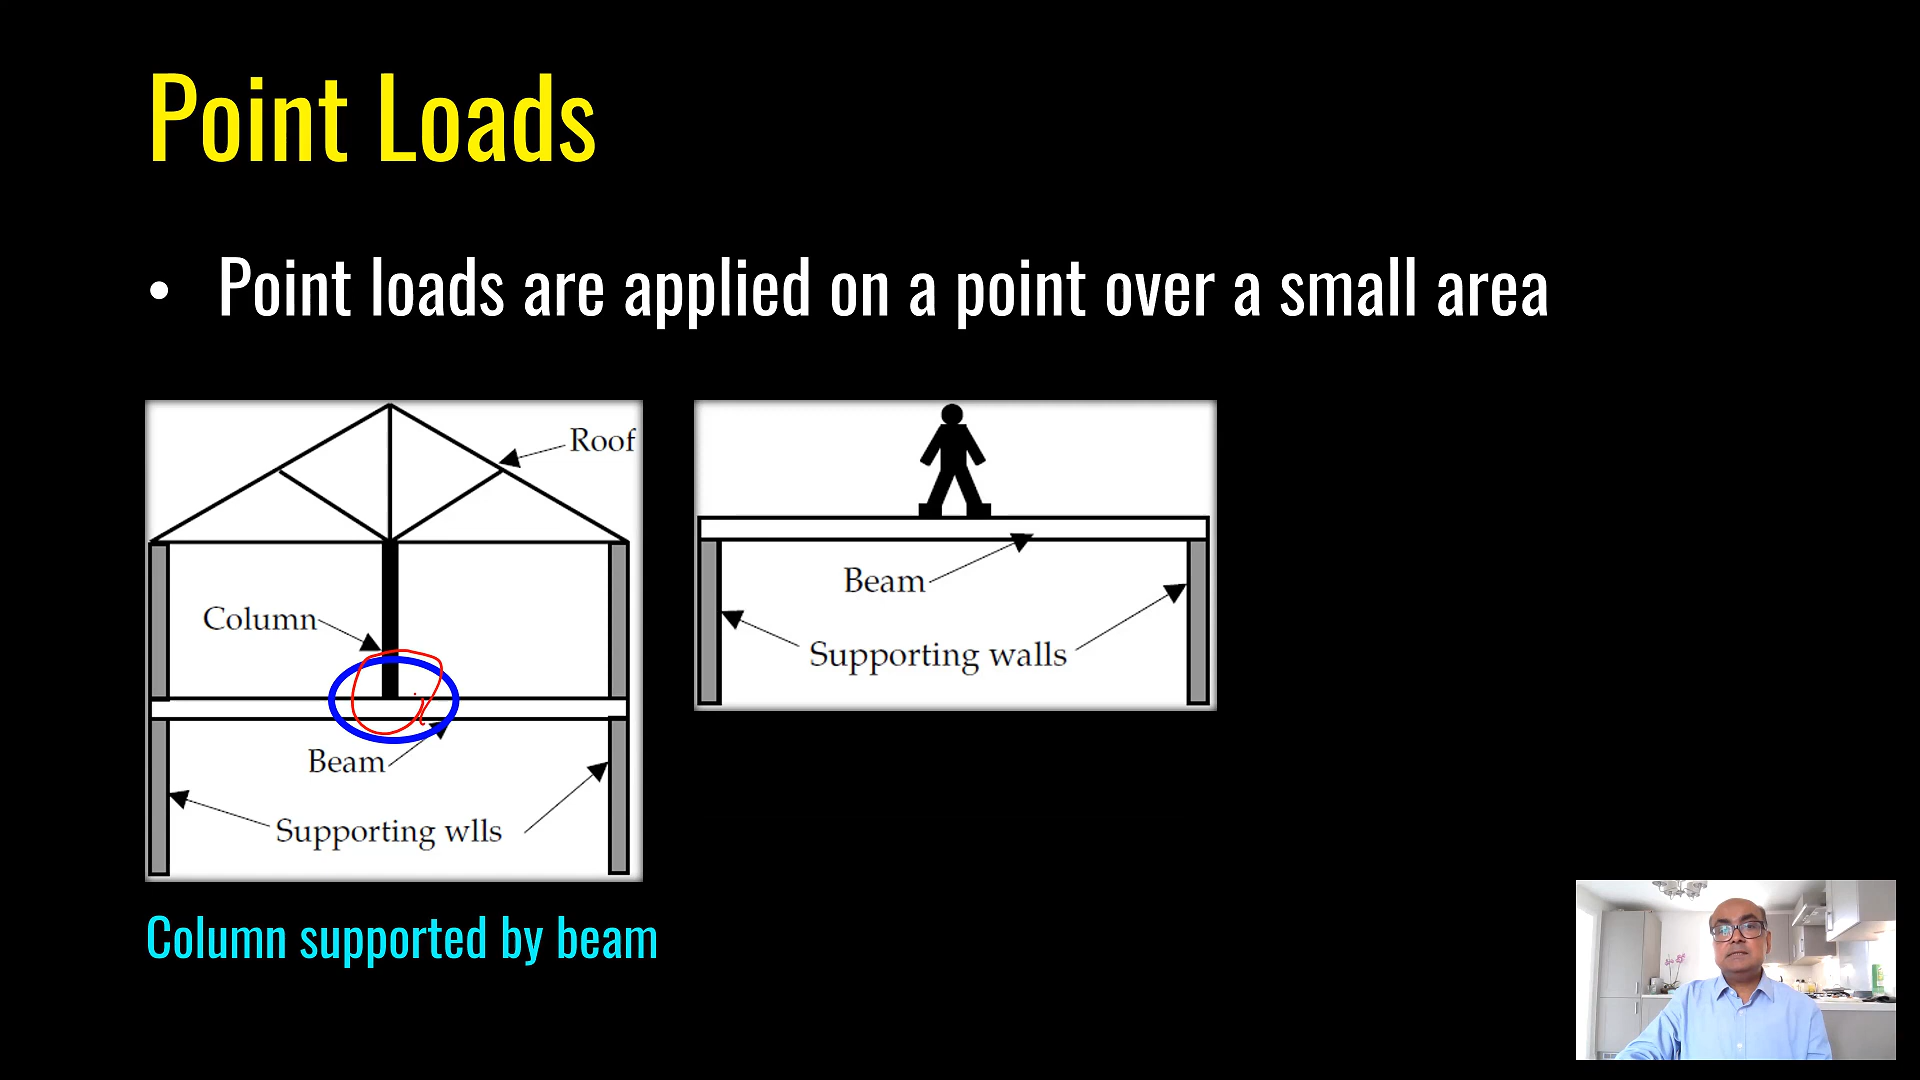 Point Loads
• Point loads are applied on a point over a small area
Roof
Column
Beam
Supporting wlls
Beam
Supporting walls
Column supported by beam